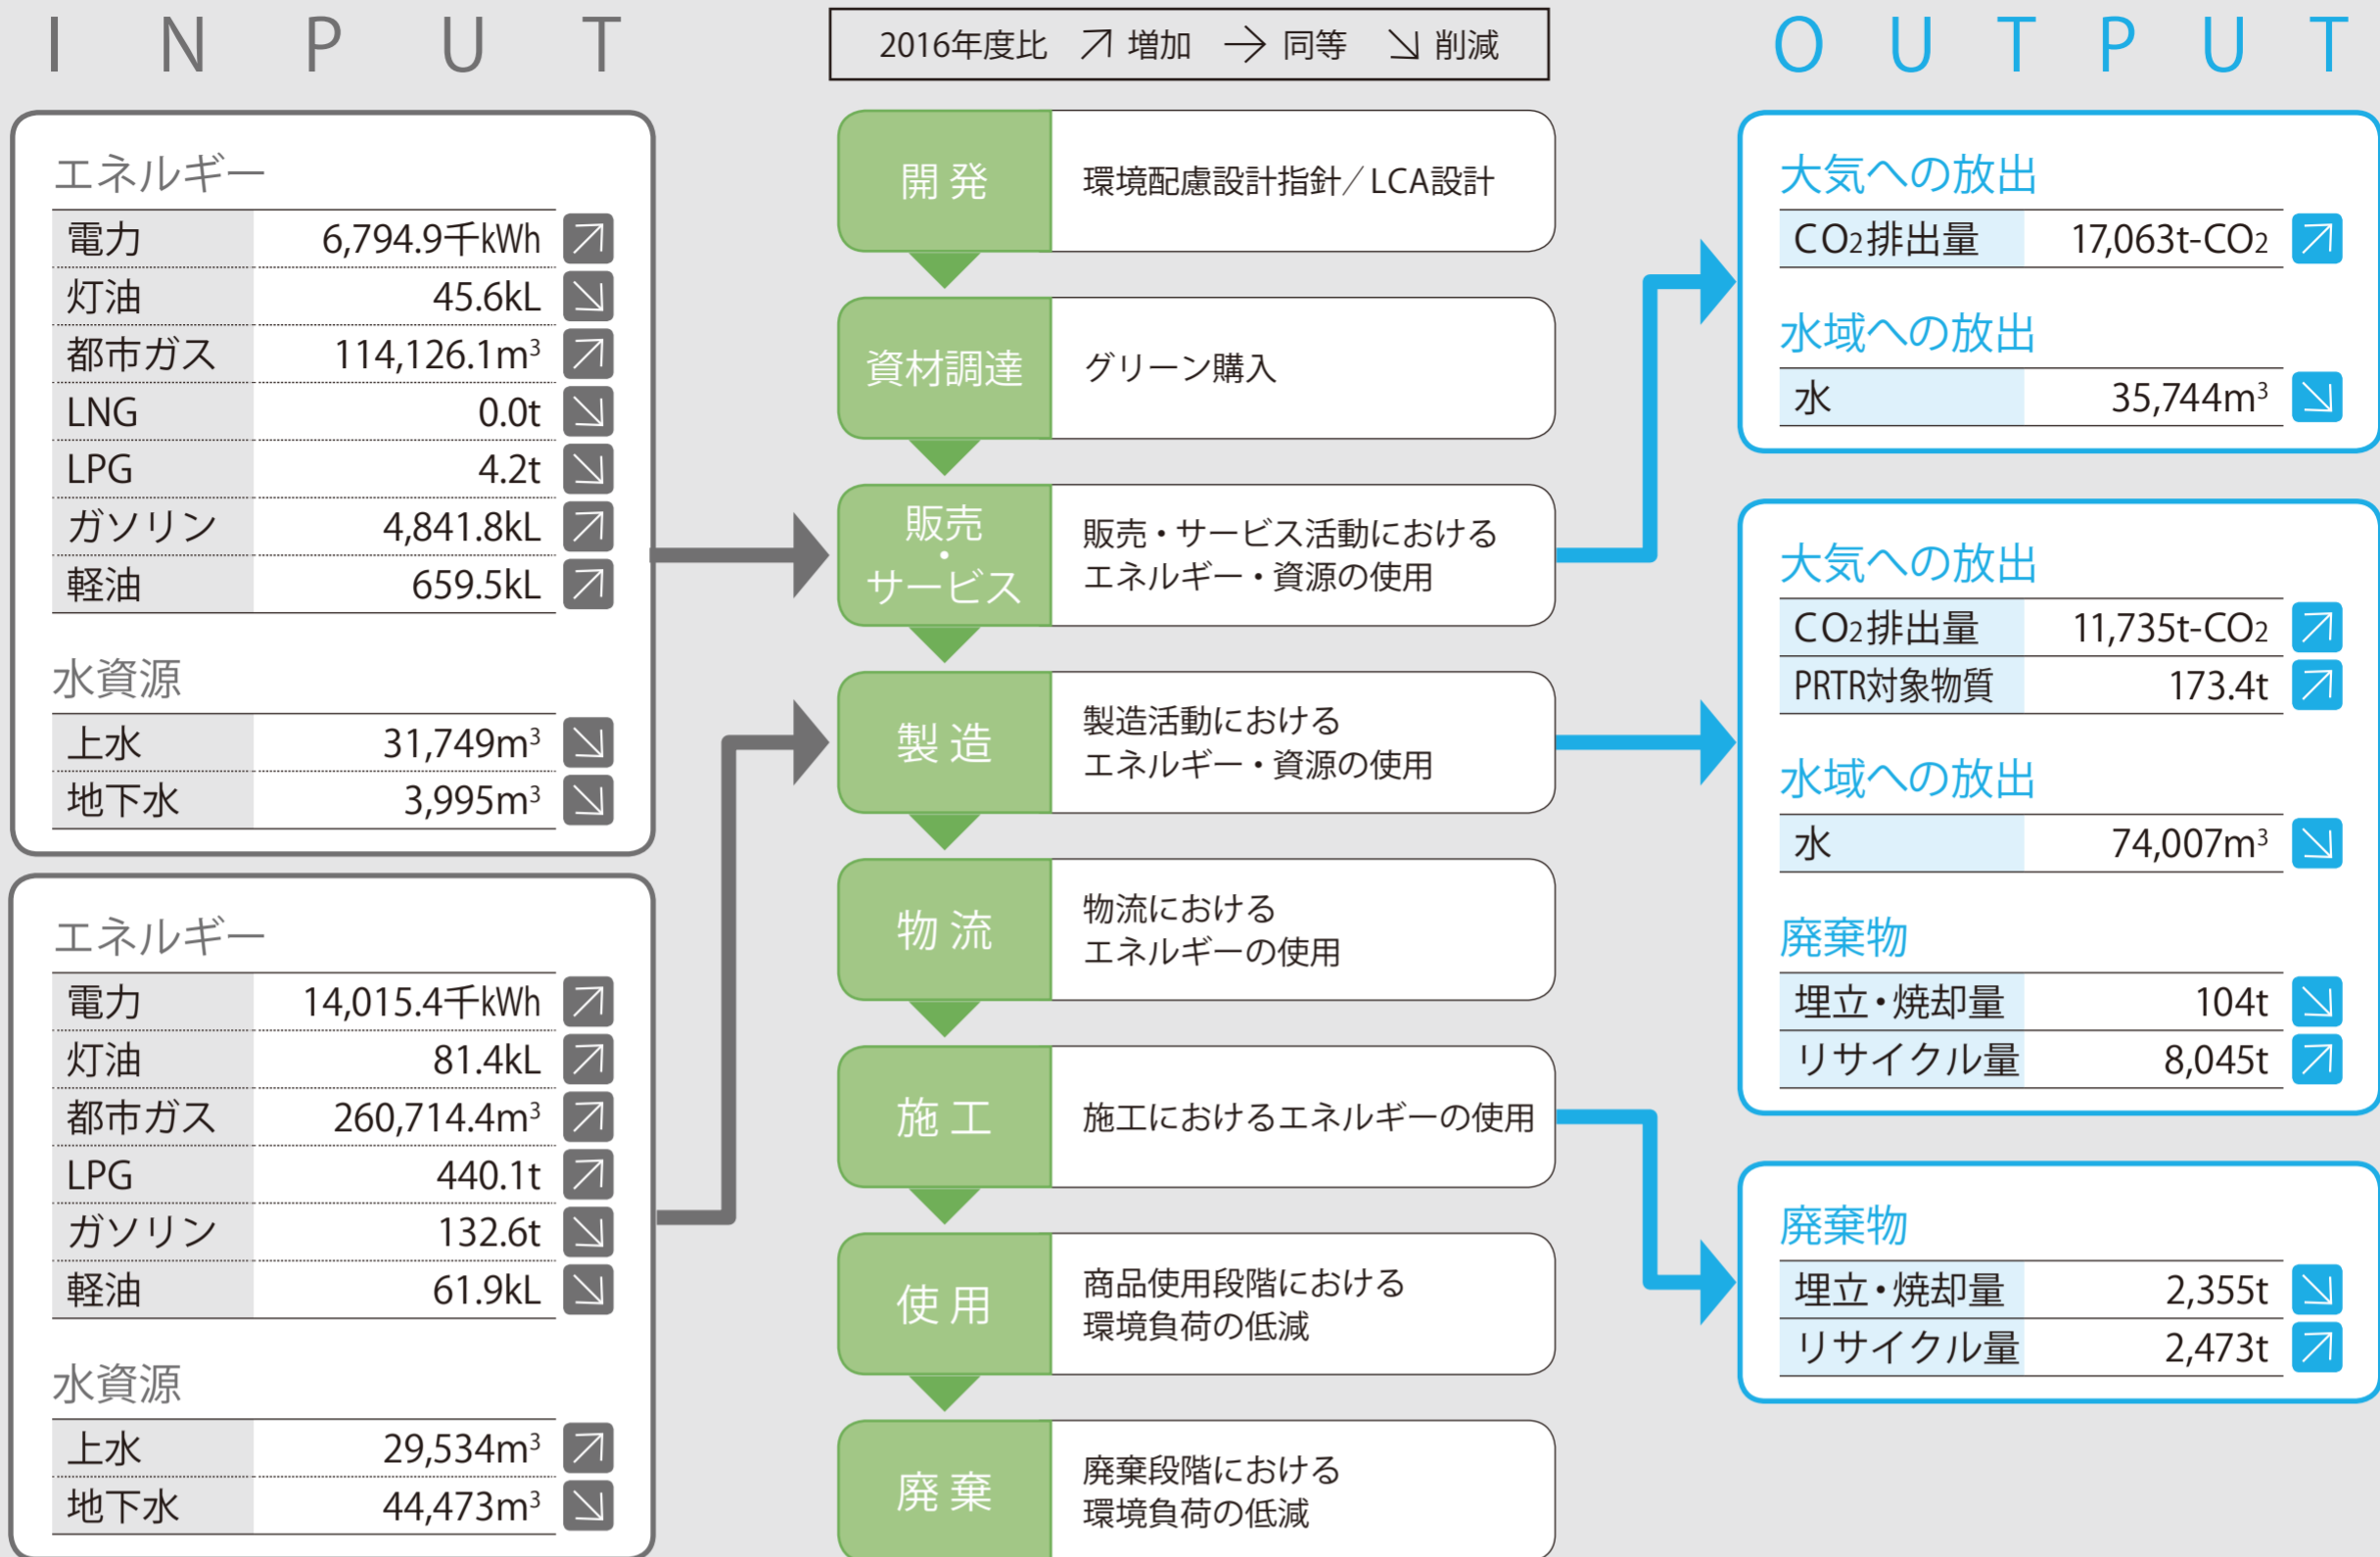 INPUT
エネルギー
電力 6,794.9千kWh ↗
灯油 45.6kL ↘
都市ガス 114,126.1m³ ↗
LNG 0.0t ↘
LPG 4.2t ↘
ガソリン 4,841.8kL ↗
軽油 659.5kL ↗
水資源
上水 31,749m³ ↘
地下水 3,995m³ ↘
エネルギー
電力 14,015.4千kWh ↗
灯油 81.4kL ↗
都市ガス 260,714.4m³ ↗
LPG 440.1t ↗
ガソリン 132.6t ↘
軽油 61.9kL ↘
水資源
上水 29,534m³ ↗
地下水 44,473m³ ↘
2016年度比 ↗増加 →同等 ↘削減
開発
環境配慮設計指針／LCA設計
資材調達
グリーン購入
販売
・
サービス
販売・サービス活動における
エネルギー・資源の使用
製造
製造活動における
エネルギー・資源の使用
物流
物流における
エネルギーの使用
施工
施工におけるエネルギーの使用
使用
商品使用段階における
環境負荷の低減
廃棄
廃棄段階における
環境負荷の低減
OUTPUT
大気への放出
CO₂排出量 17,063t-CO₂ ↗
水域への放出
水 35,744m³ ↘
大気への放出
CO₂排出量 11,735t-CO₂ ↗
PRTR対象物質 173.4t ↗
水域への放出
水 74,007m³ ↘
廃棄物
埋立・焼却量 104t ↘
リサイクル量 8,045t ↗
廃棄物
埋立・焼却量 2,355t ↘
リサイクル量 2,473t ↗